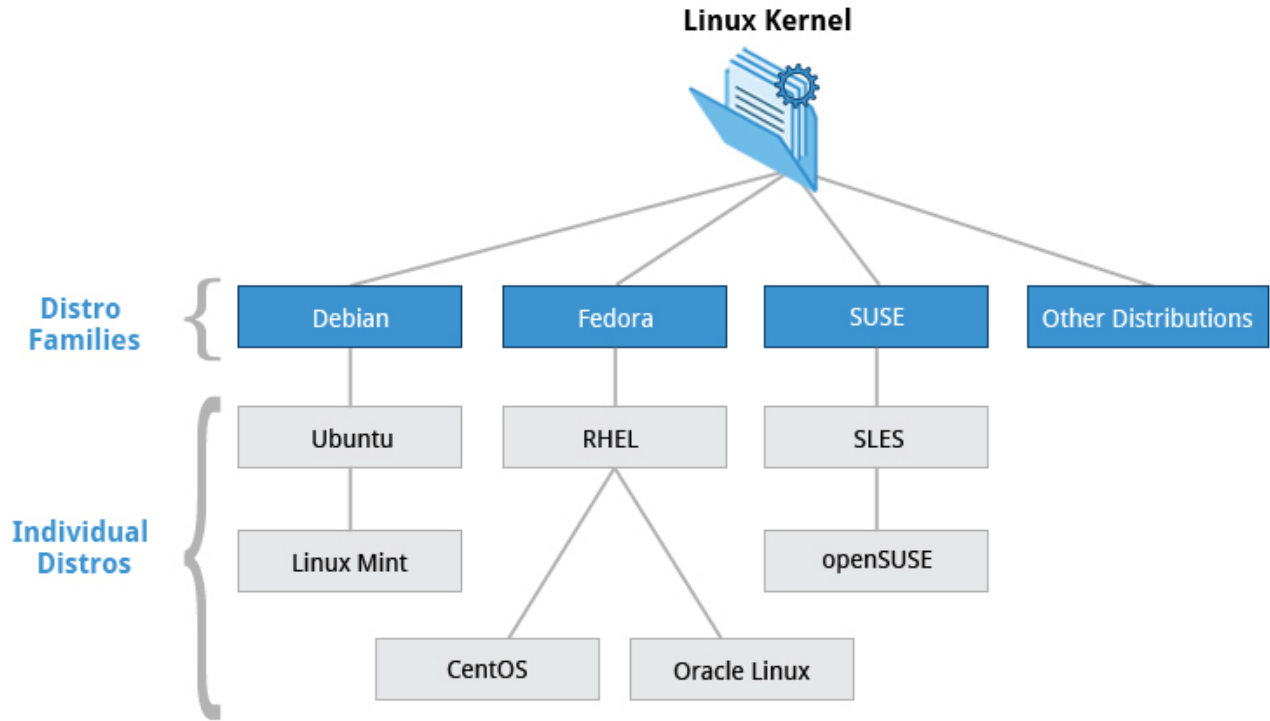 Linux Kernel
Distro
Families
Debian
Fedora
SUSE
Other Distributions
Individual
Distros
Ubuntu
RHEL
SLES
Linux Mint
openSUSE
CentOS
Oracle Linux